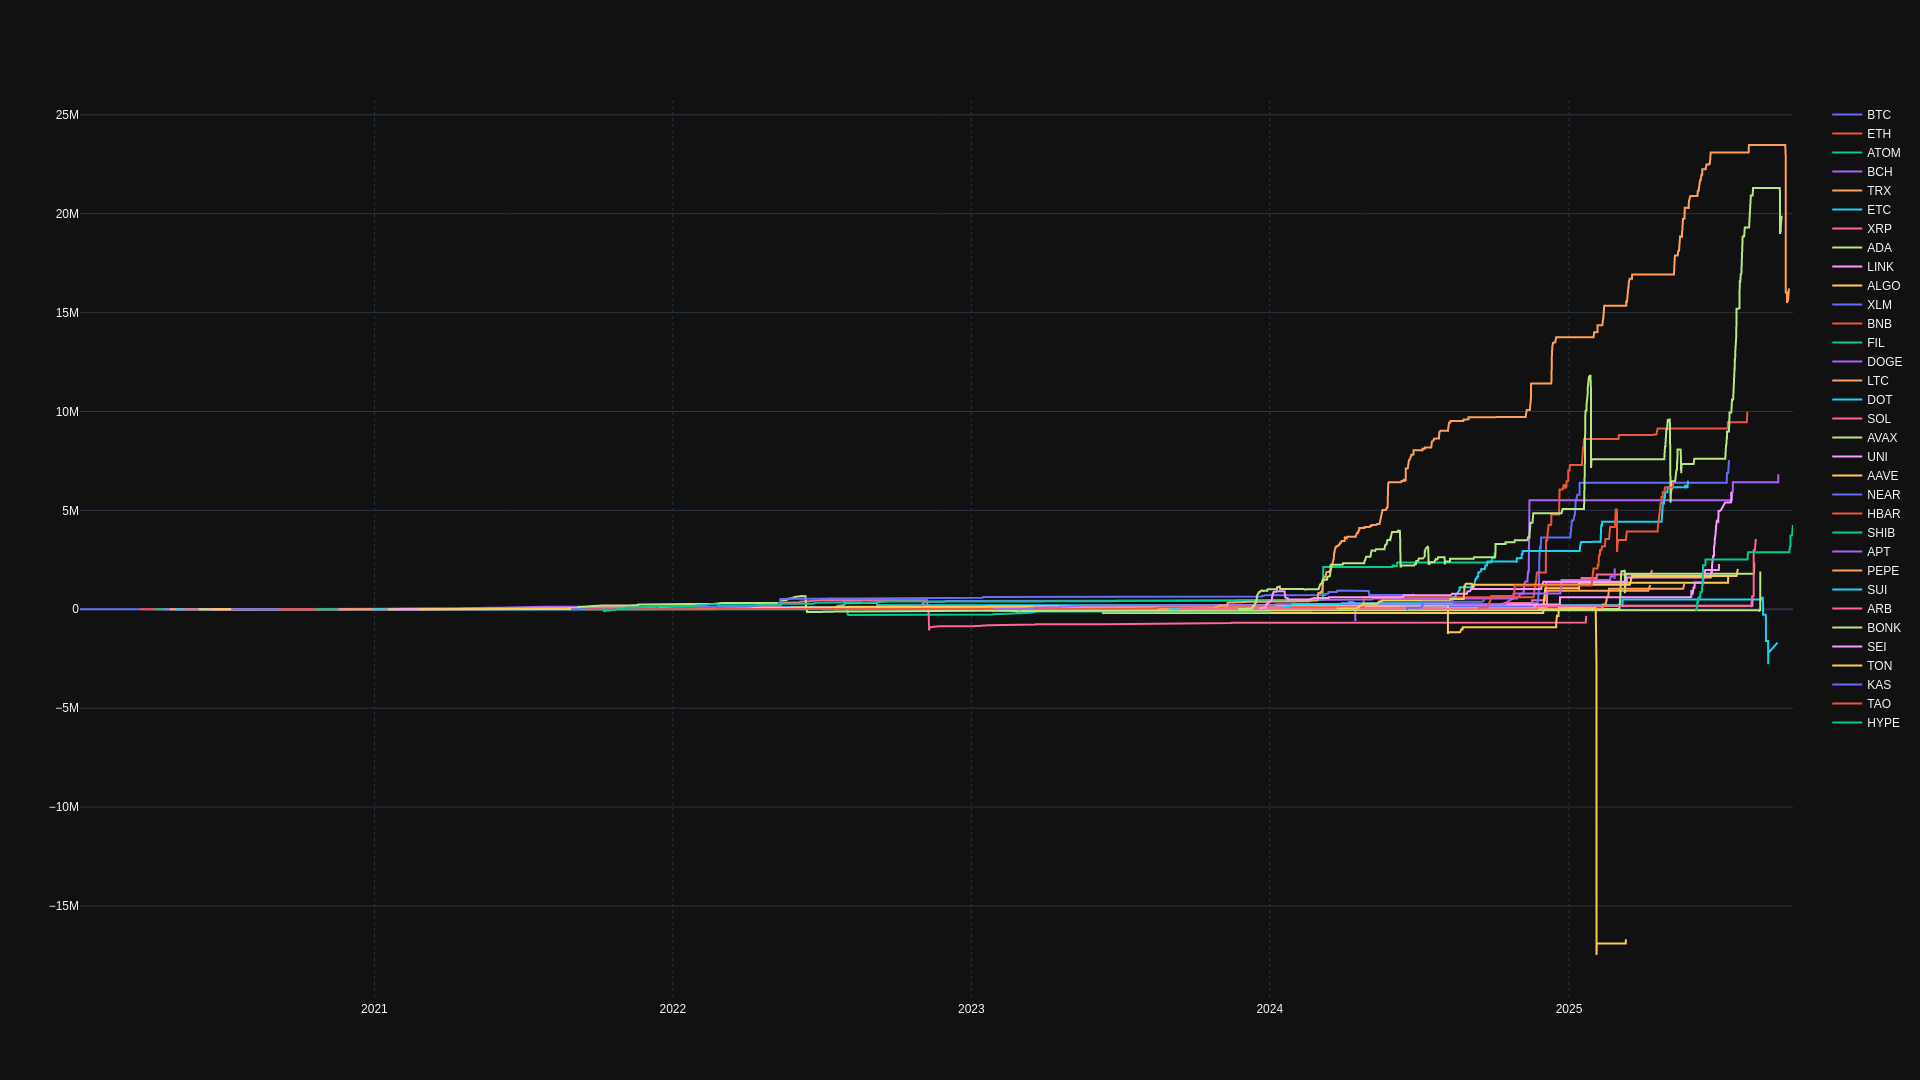 25M
20M
15M
10M
5M
0
−5M
−10M
−15M
2021
2022
2023
2024
2025
BTC
ETH
ATOM
BCH
TRX
ETC
XRP
ADA
LINK
ALGO
XLM
BNB
FIL
DOGE
LTC
DOT
SOL
AVAX
UNI
AAVE
NEAR
HBAR
SHIB
APT
PEPE
SUI
ARB
BONK
SEI
TON
KAS
TAO
HYPE